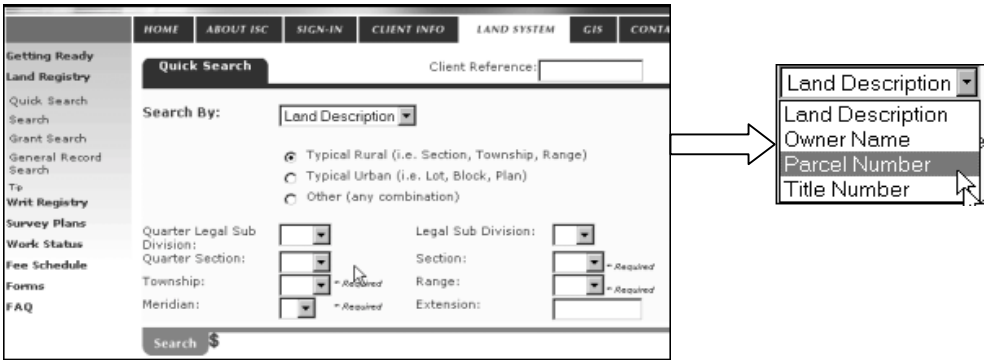 HOME ABOUT ISC SIGN-IN CLIENT INFO LAND SYSTEM GIS CONTA
Getting Ready
Land Registry
Quick Search
Search
Grant Search
General Record
Search
Tip
Writ Registry
Survey Plans
Work Status
Fee Schedule
Forms
FAQ
Quick Search Client Reference:
Search By: Land Description
Typical Rural (i.e. Section, Township, Range)
Typical Urban (i.e. Lot, Block, Plan)
Other (any combination)
Quarter Legal Sub Legal Sub Division:
Division:
Quarter Section: Section: - Required
Township: - Required Range: - Required
Meridian: - Required Extension:
Search $
Land Description
Land Description
Owner Name
Parcel Number
Title Number